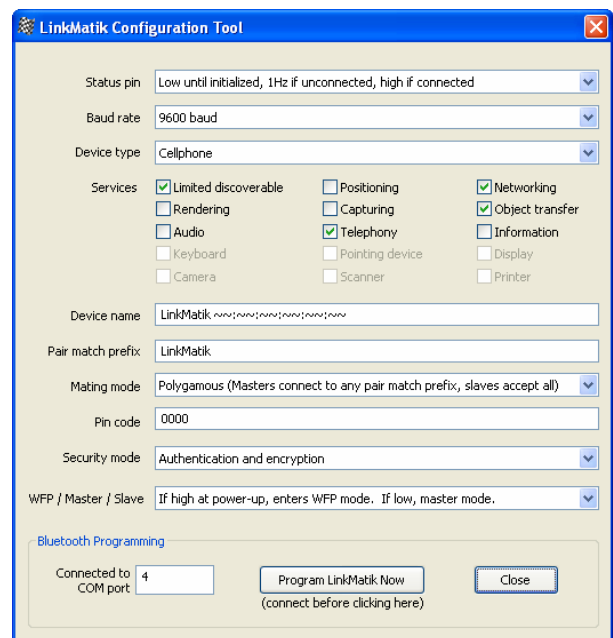 LinkMatik Configuration Tool
Status pin Low until initialized, 1Hz if unconnected, high if connected
Baud rate 9600 baud
Device type Cellphone
Services Limited discoverable Positioning Networking
Rendering Capturing Object transfer
Audio Telephony Information
Keyboard Pointing device Display
Camera Scanner Printer
Device name LinkMatik ~~:~~:~~:~~:~~:~~
Pair match prefix LinkMatik
Mating mode Polygamous (Masters connect to any pair match prefix, slaves accept all)
Pin code 0000
Security mode Authentication and encryption
WFP / Master / Slave If high at power-up, enters WFP mode. If low, master mode.
Bluetooth Programming
Connected to COM port 4 Program LinkMatik Now Close
(connect before clicking here)